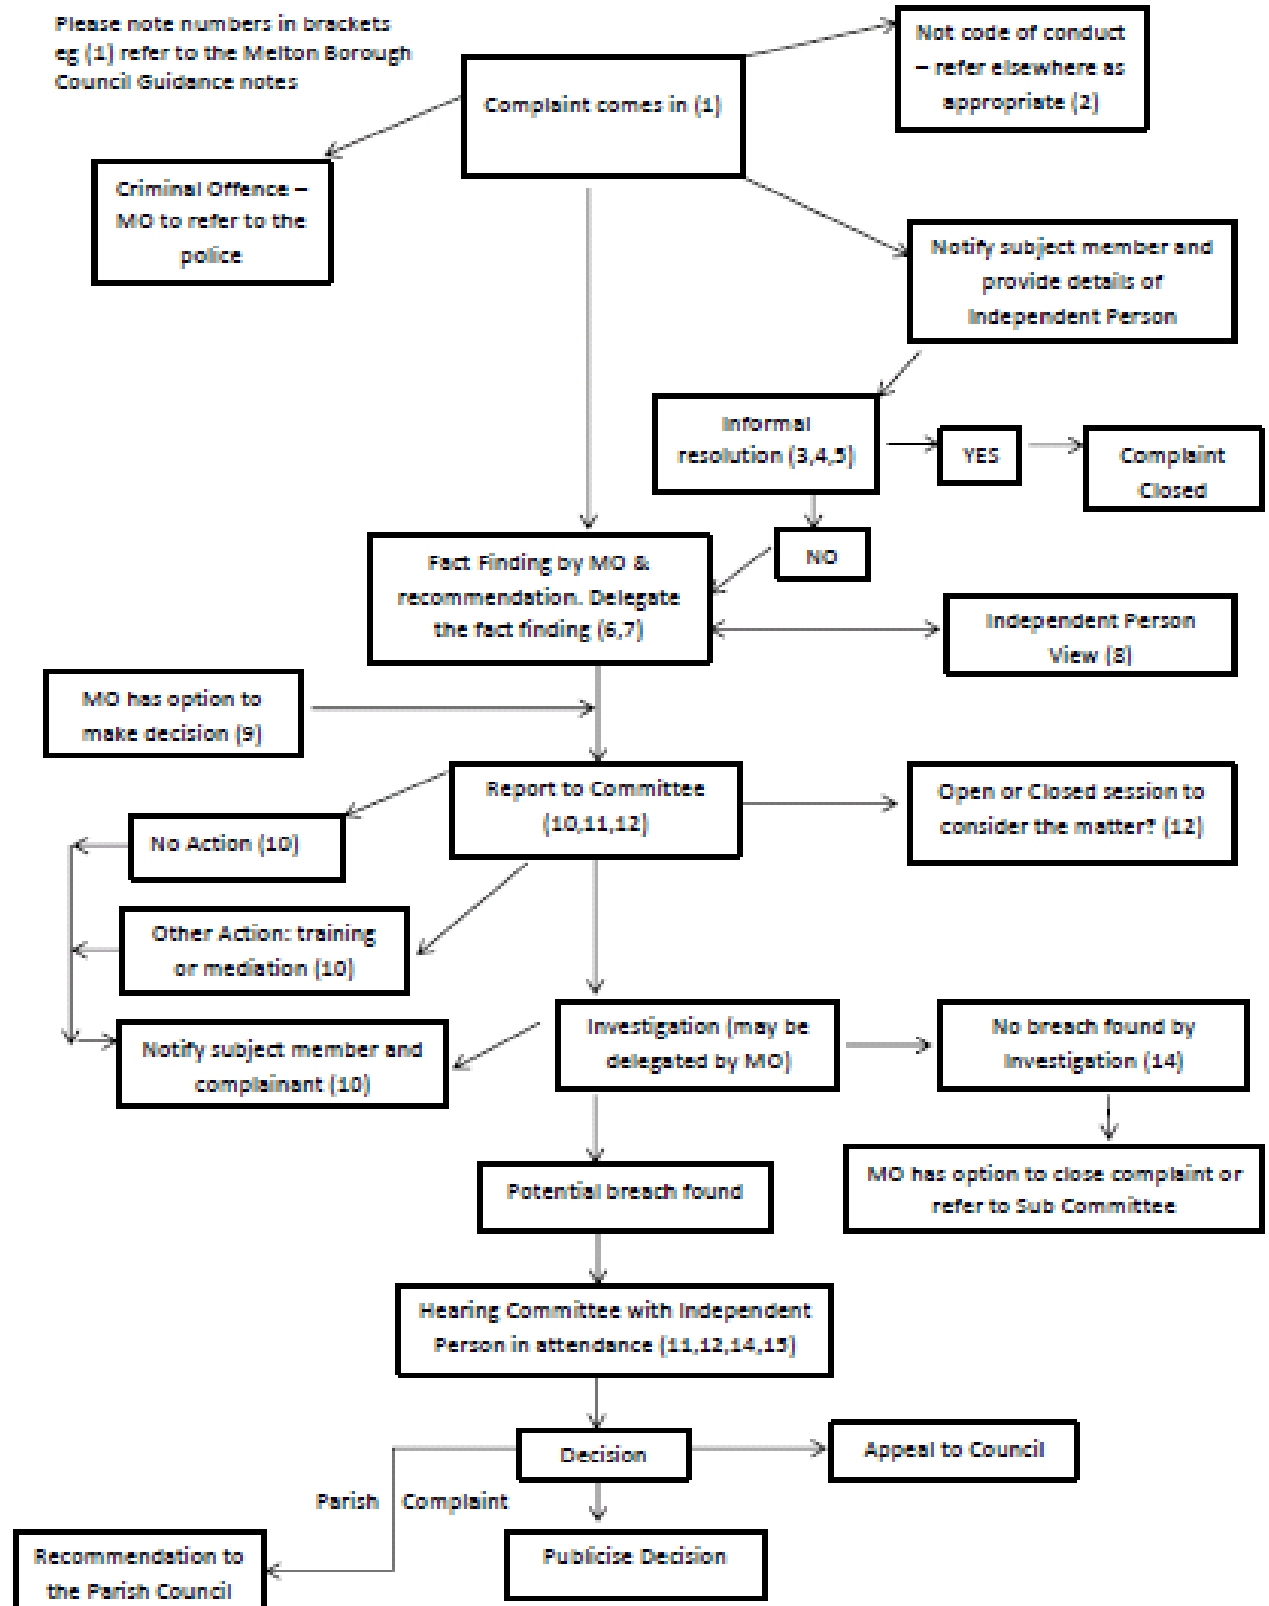 Please note numbers in brackets
eg (1) refer to the Melton Borough
Council Guidance notes
Not code of conduct
– refer elsewhere as
appropriate (2)
Complaint comes in (1)
Criminal Offence –
MO to refer to the
police
Notify subject member and
provide details of
Independent Person
Informal
resolution (3,4,5)
YES
Complaint
Closed
NO
Fact Finding by MO &
recommendation. Delegate
the fact finding (6,7)
Independent Person
View (8)
MO has option to
make decision (9)
Report to Committee
(10,11,12)
Open or Closed session to
consider the matter? (12)
No Action (10)
Other Action: training
or mediation (10)
Notify subject member and
complainant (10)
Investigation (may be
delegated by MO)
No breach found by
Investigation (14)
Potential breach found
MO has option to close complaint or
refer to Sub Committee
Hearing Committee with Independent
Person in attendance (11,12,14,15)
Decision
Appeal to Council
Parish Complaint
Recommendation to
the Parish Council
Publicise Decision